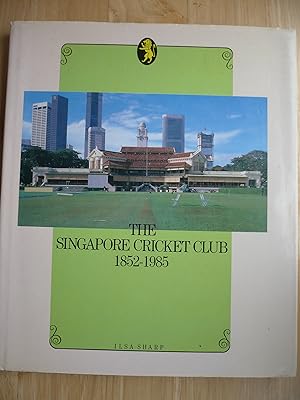 THE
SINGAPORE CRICKET CLUB
1852-1985
ILSA SHARP